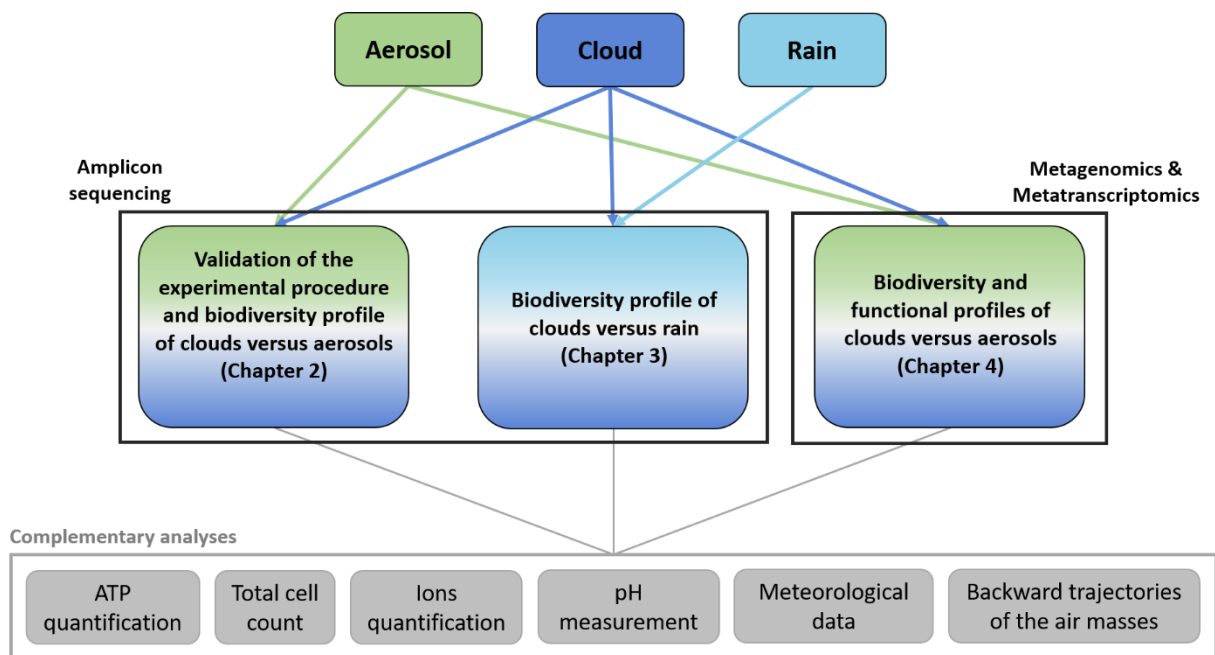 Aerosol
Cloud
Rain
Amplicon
sequencing
Metagenomics &
Metatranscriptomics
Validation of the
experimental procedure
and biodiversity profile
of clouds versus aerosols
(Chapter 2)
Biodiversity profile of
clouds versus rain
(Chapter 3)
Biodiversity and
functional profiles of
clouds versus aerosols
(Chapter 4)
Complementary analyses
ATP
quantification
Total cell
count
Ions
quantification
pH
measurement
Meteorological
data
Backward trajectories
of the air masses